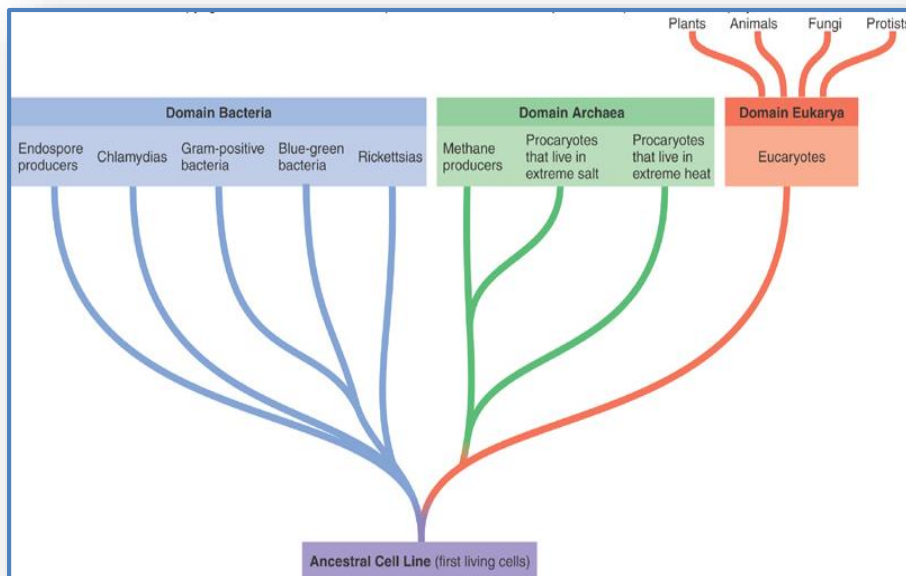 Plants Animals Fungi Protists
Domain Bacteria
Domain Archaea
Domain Eukarya
Endospore
producers
Chlamydias
Gram-positive
bacteria
Blue-green
bacteria
Rickettsias
Methane
producers
Procaryotes
that live in
extreme salt
Procaryotes
that live in
extreme heat
Eucaryotes
Ancestral Cell Line (first living cells)